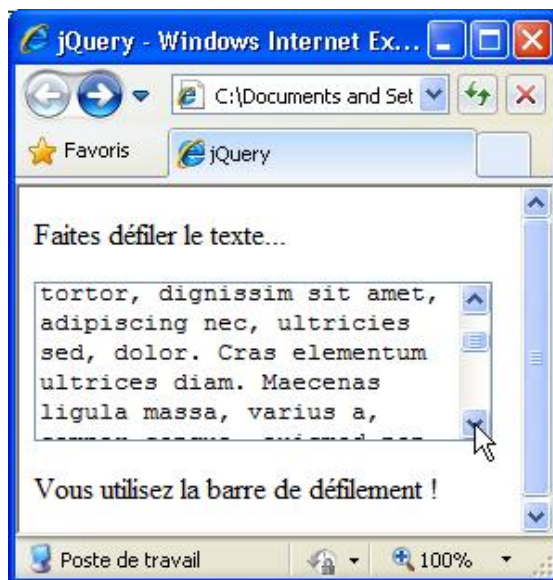 jQuery - Windows Internet Ex...
C:\Documents and Set
Favoris
jQuery
Faites défiler le texte...
tortor, dignissim sit amet,
adipiscing nec, ultricies
sed, dolor. Cras elementum
ultrices diam. Maecenas
ligula massa, varius a,
Vous utilisez la barre de défilement !
Poste de travail
100%